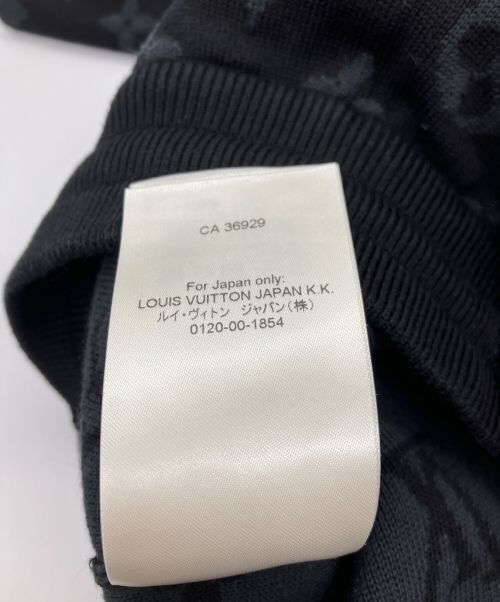 CA 36929
For Japan only:
LOUIS VUITTON JAPAN K.K.
ルイ・ヴィトン ジャパン(株)
0120-00-1854